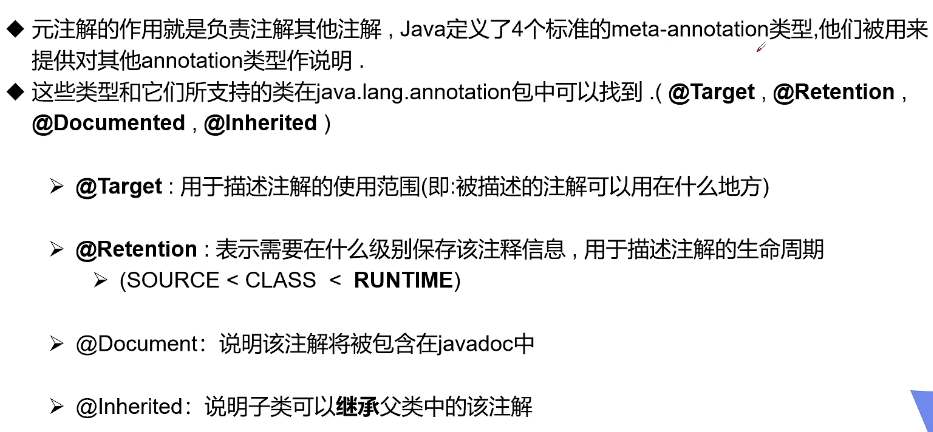 ◆ 元注解的作用就是负责注解其他注解 , Java定义了4个标准的meta-annotation类型,他们被用来
提供对其他annotation类型作说明 .
◆ 这些类型和它们所支持的类在java.lang.annotation包中可以找到 .( @Target , @Retention ,
@Documented , @Inherited )
➢ @Target : 用于描述注解的使用范围(即:被描述的注解可以用在什么地方)
➢ @Retention : 表示需要在什么级别保存该注释信息 , 用于描述注解的生命周期
➢ (SOURCE < CLASS < RUNTIME)
➢ @Document：说明该注解将被包含在javadoc中
➢ @Inherited：说明子类可以继承父类中的该注解